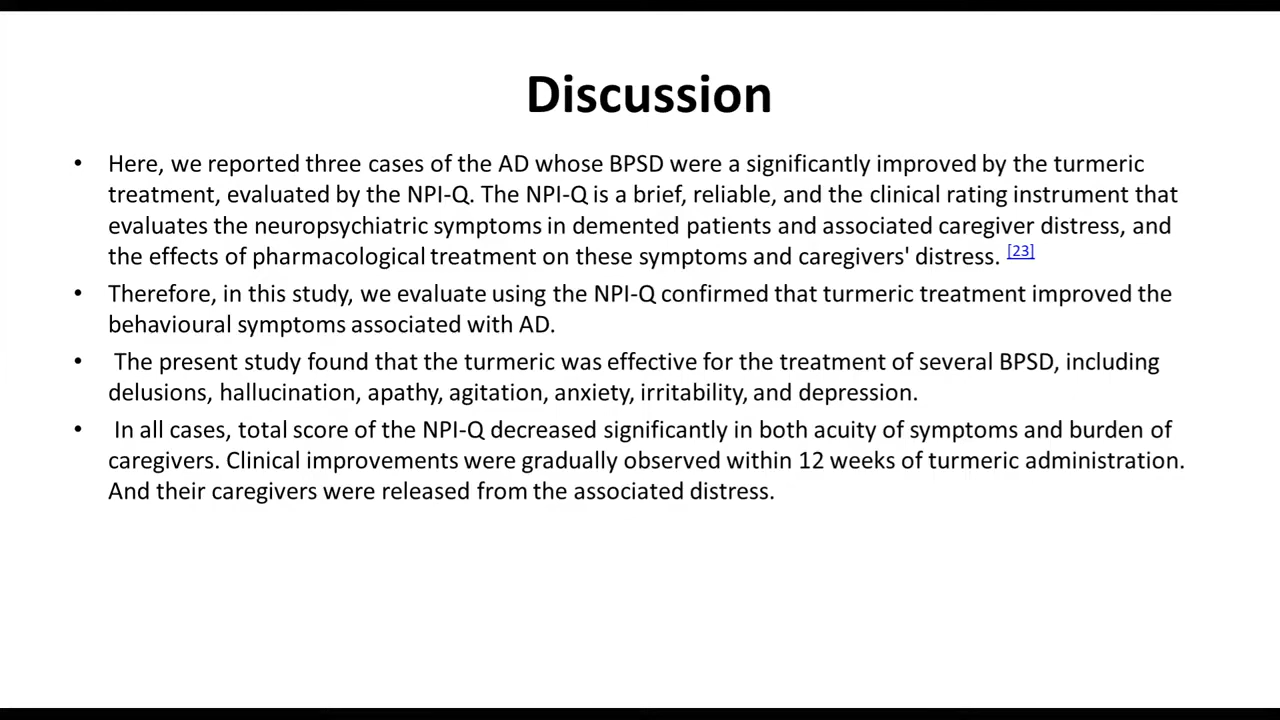 Discussion
• Here, we reported three cases of the AD whose BPSD were a significantly improved by the turmeric
treatment, evaluated by the NPI-Q. The NPI-Q is a brief, reliable, and the clinical rating instrument that
evaluates the neuropsychiatric symptoms in demented patients and associated caregiver distress, and
the effects of pharmacological treatment on these symptoms and caregivers' distress. [23]
• Therefore, in this study, we evaluate using the NPI-Q confirmed that turmeric treatment improved the
behavioural symptoms associated with AD.
• The present study found that the turmeric was effective for the treatment of several BPSD, including
delusions, hallucination, apathy, agitation, anxiety, irritability, and depression.
• In all cases, total score of the NPI-Q decreased significantly in both acuity of symptoms and burden of
caregivers. Clinical improvements were gradually observed within 12 weeks of turmeric administration.
And their caregivers were released from the associated distress.